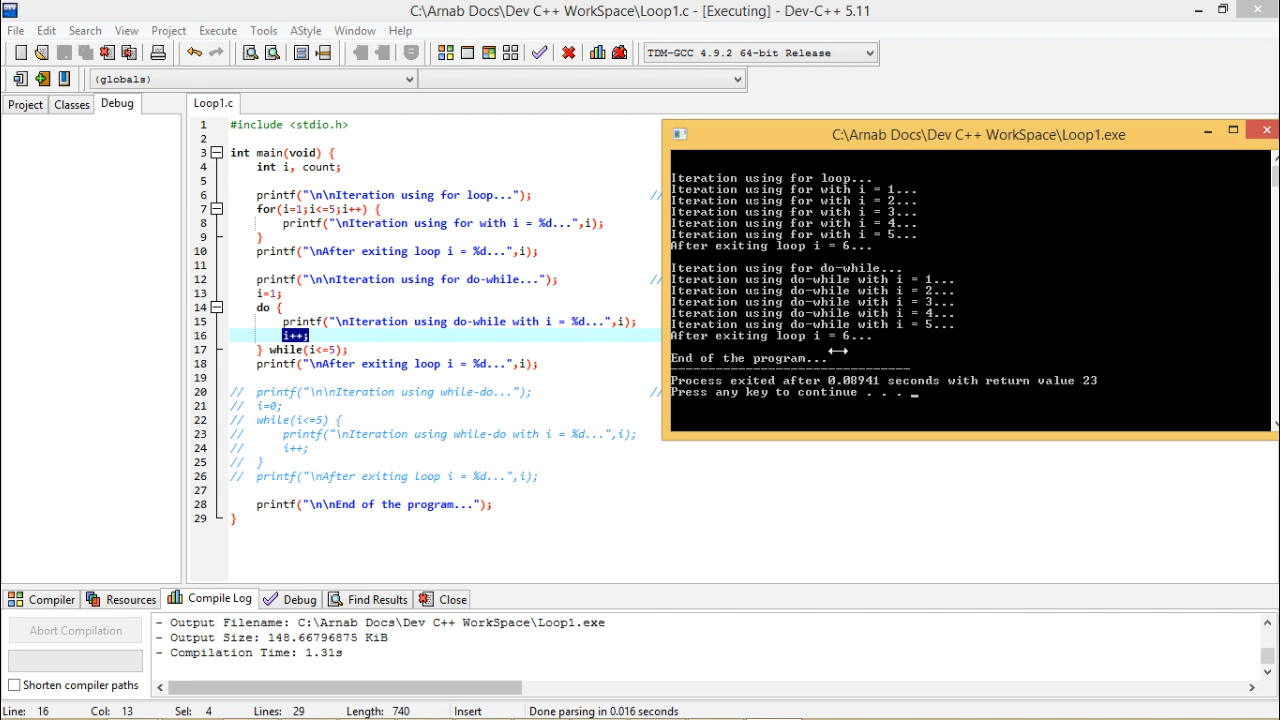 C:\Arnab Docs\Dev C++ WorkSpace\Loop1.c - [Executing] - Dev-C++ 5.11
File Edit Search View Project Execute Tools AStyle Window Help
TDM-GCC 4.9.2 64-bit Release
(globals)
Project Classes Debug
Loop1.c
1 #include <stdio.h>
2
3 int main(void) {
4 int i, count;
5
6 printf("\n\nIteration using for loop..."); //
7 for(i=1;i<=5;i++) {
8 printf("\nIteration using for with i = %d...",i);
9 }
10 printf("\nAfter exiting loop i = %d...",i);
11
12 printf("\n\nIteration using for do-while..."); //
13 i=1;
14 do {
15 printf("\nIteration using do-while with i = %d...",i);
16 i++;
17 } while(i<=5);
18 printf("\nAfter exiting loop i = %d...",i);
19
20 // printf("\n\nIteration using while-do..."); //
21 // i=0;
22 // while(i<=5) {
23 // printf("\nIteration using while-do with i = %d...",i);
24 // i++;
25 // }
26 // printf("\nAfter exiting loop i = %d...",i);
27
28 printf("\n\nEnd of the program...");
29 }
C:\Arnab Docs\Dev C++ WorkSpace\Loop1.exe
Iteration using for loop...
Iteration using for with i = 1...
Iteration using for with i = 2...
Iteration using for with i = 3...
Iteration using for with i = 4...
Iteration using for with i = 5...
After exiting loop i = 6...
Iteration using for do-while...
Iteration using do-while with i = 1...
Iteration using do-while with i = 2...
Iteration using do-while with i = 3...
Iteration using do-while with i = 4...
Iteration using do-while with i = 5...
After exiting loop i = 6...
End of the program...
--------------------------------
Process exited after 0.08941 seconds with return value 23
Press any key to continue . . . _
Compiler Resources Compile Log Debug Find Results Close
Abort Compilation
Shorten compiler paths
- Output Filename: C:\Arnab Docs\Dev C++ WorkSpace\Loop1.exe
- Output Size: 148.66796875 KiB
- Compilation Time: 1.31s
Line: 16 Col: 13 Sel: 4 Lines: 29 Length: 740 Insert Done parsing in 0.016 seconds